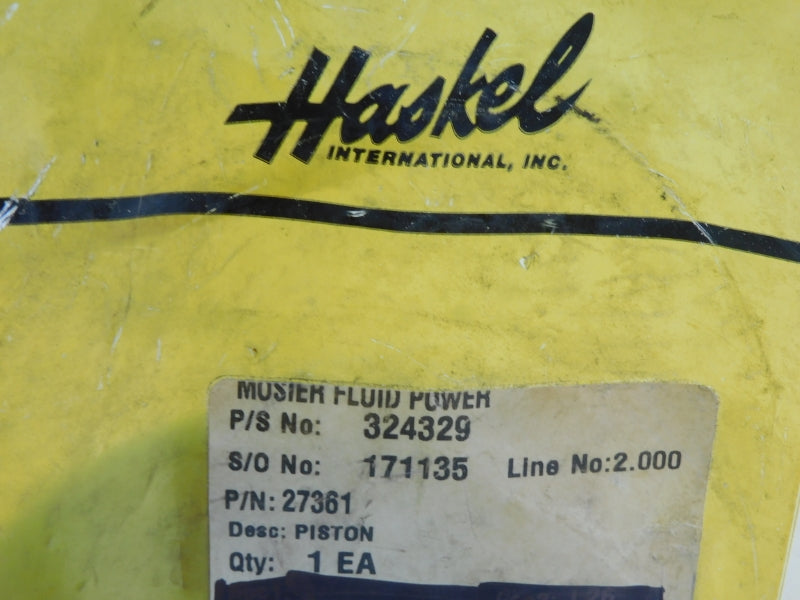 Haskel
INTERNATIONAL, INC.
MOSIER FLUID POWER
P/S No: 324329
S/O No: 171135 Line No:2.000
P/N: 27361
Desc: PISTON
Qty: 1 EA